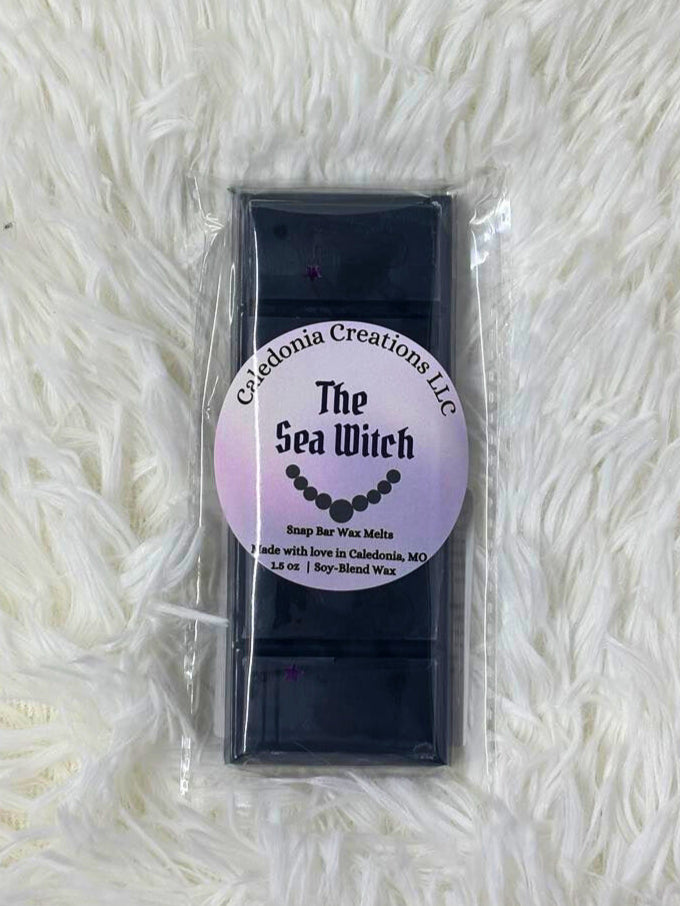 Caledonia Creations LLC
The
Sea Witch
Snap Bar Wax Melts
Made with love in Caledonia, MO
1.5 oz | Soy-Blend Wax